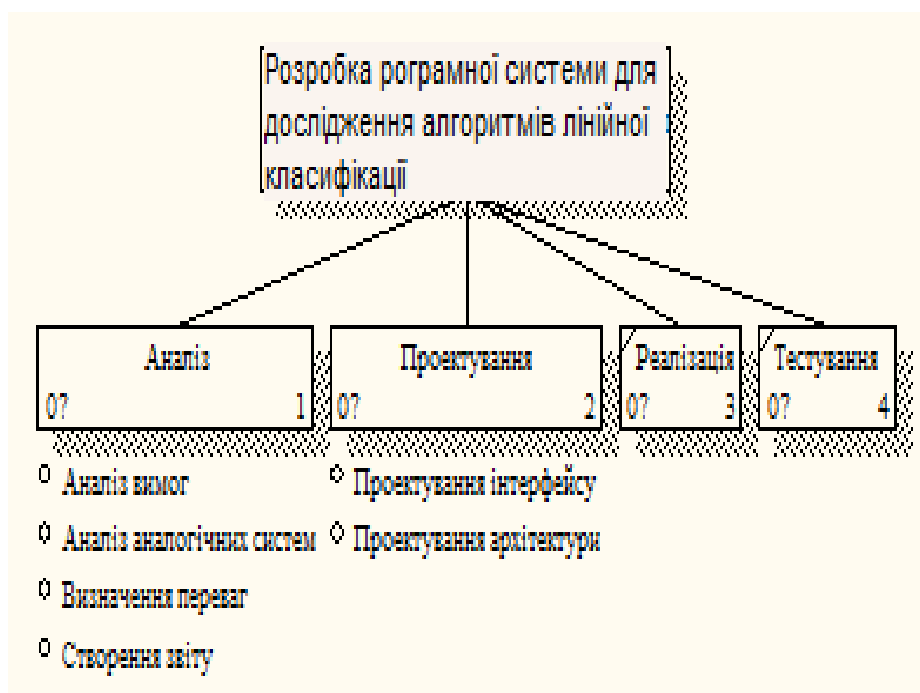 Розробка рограмної системи для
дослідження алгоритмів лінійної
класифікації
Аналіз
0? 1
Проектування
0? 2
Реалізація
0? 3
Тестування
0? 4
Аналіз вимог
Аналіз аналогічних систем
Визначення переваг
Створення звіту
Проектування інтерфейсу
Проектування архітектури